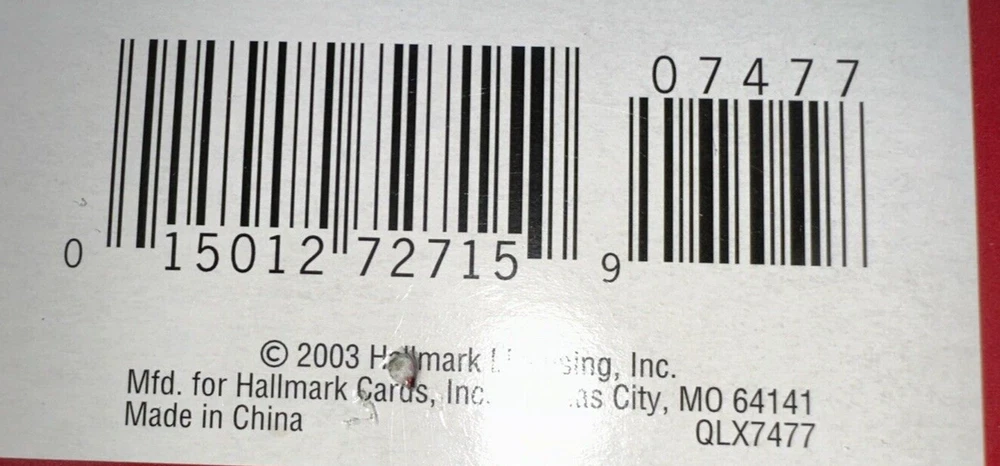 07477
0 15012 72715 9
© 2003 Hallmark Inc.
Mfd. for Hallmark Cards, Inc. City, MO 64141
Made in China
QLX7477